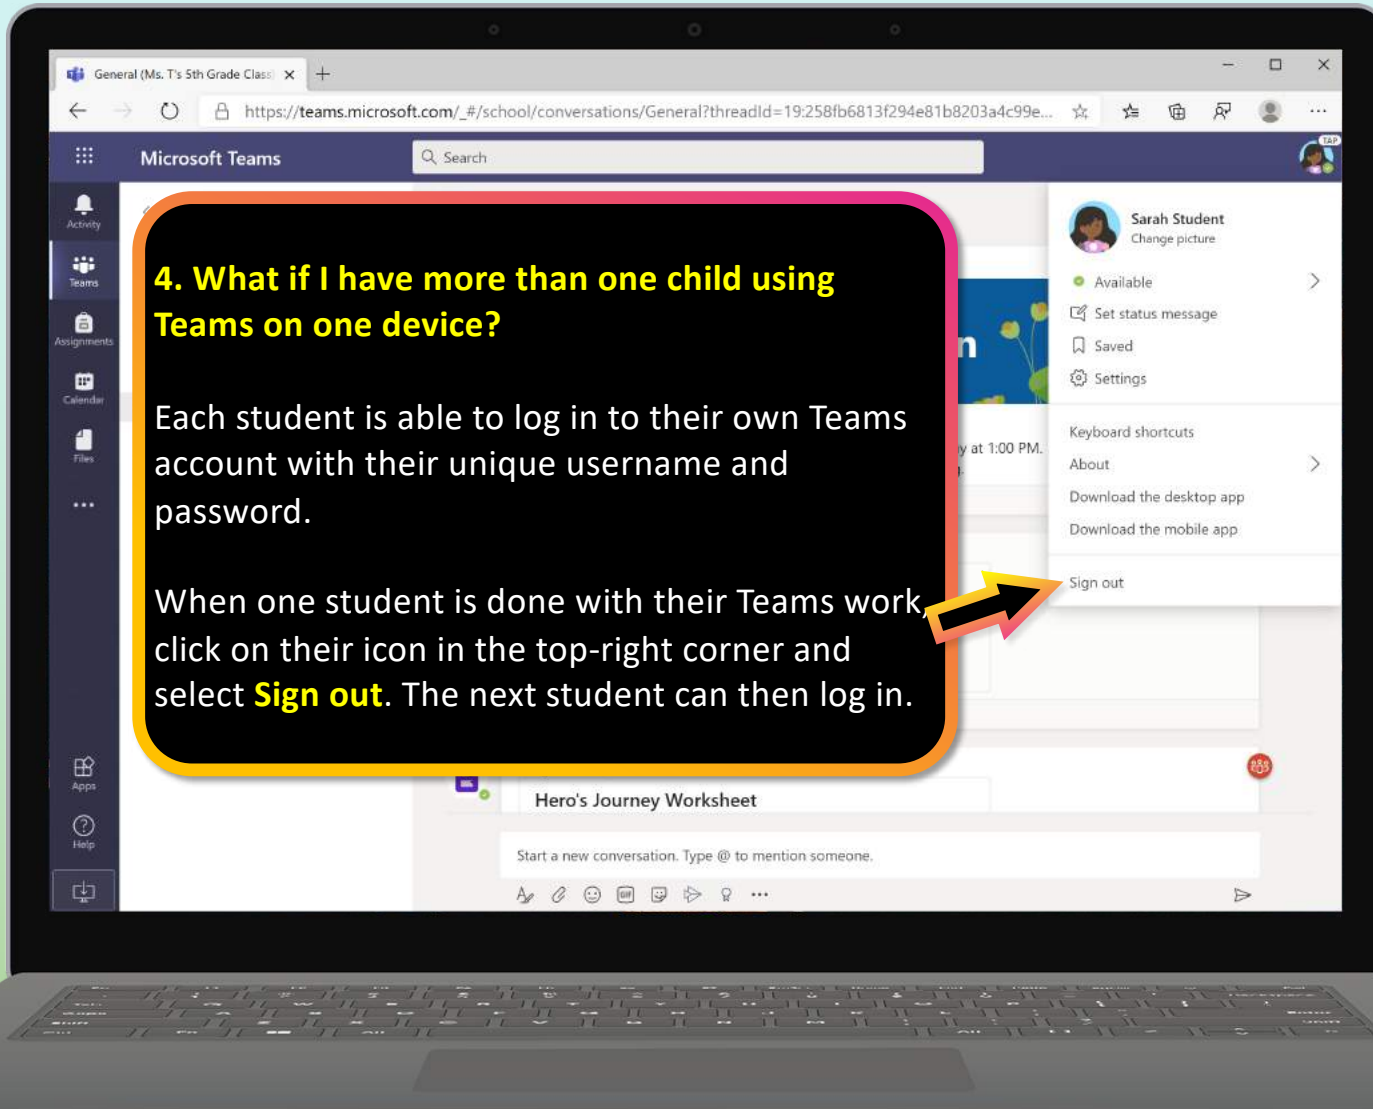 General (Ms. T's 5th Grade Class)
https://teams.microsoft.com/_#/school/conversations/General?threadId=19:258fb6813f294e81b8203a4c99e...
Microsoft Teams
Search
TAP
Activity
Teams
Assignments
Calendar
Files
Apps
Help
4. What if I have more than one child using
Teams on one device?
Each student is able to log in to their own Teams
account with their unique username and
password.
When one student is done with their Teams work,
click on their icon in the top-right corner and
select Sign out. The next student can then log in.
n
y at 1:00 PM.
Sarah Student
Change picture
Available
Set status message
Saved
Settings
Keyboard shortcuts
About
Download the desktop app
Download the mobile app
Sign out
Hero's Journey Worksheet
Start a new conversation. Type @ to mention someone.
GIF